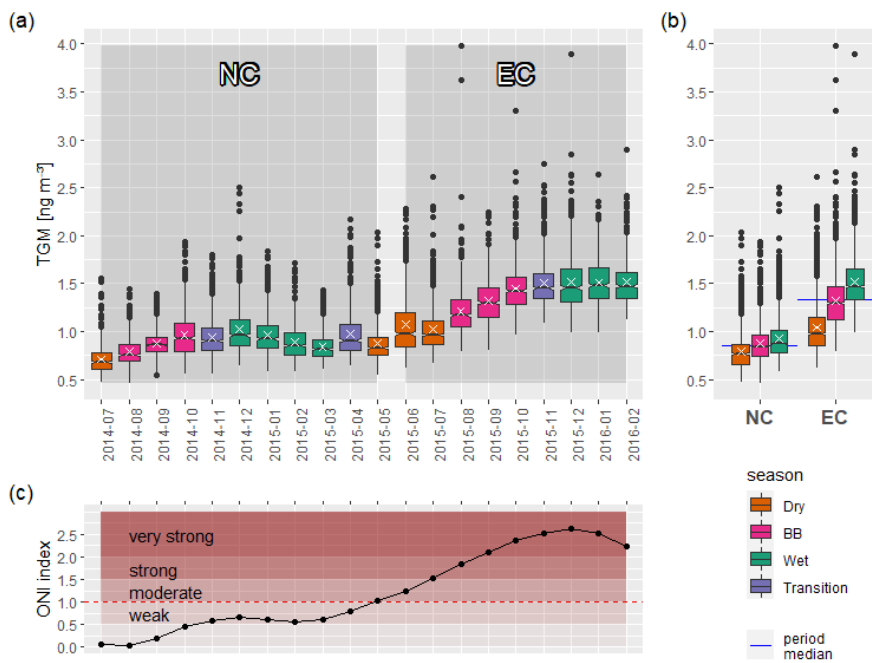 (a)
NC
EC
TGM [ng m⁻³]
4.0
3.5
3.0
2.5
2.0
1.5
1.0
0.5
2014-07
2014-08
2014-09
2014-10
2014-11
2014-12
2015-01
2015-02
2015-03
2015-04
2015-05
2015-06
2015-07
2015-08
2015-09
2015-10
2015-11
2015-12
2016-01
2016-02
(b)
4.0
3.5
3.0
2.5
2.0
1.5
1.0
0.5
NC
EC
(c)
ONI index
2.5
2.0
1.5
1.0
0.5
0.0
very strong
strong
moderate
weak
season
Dry
BB
Wet
Transition
period
median